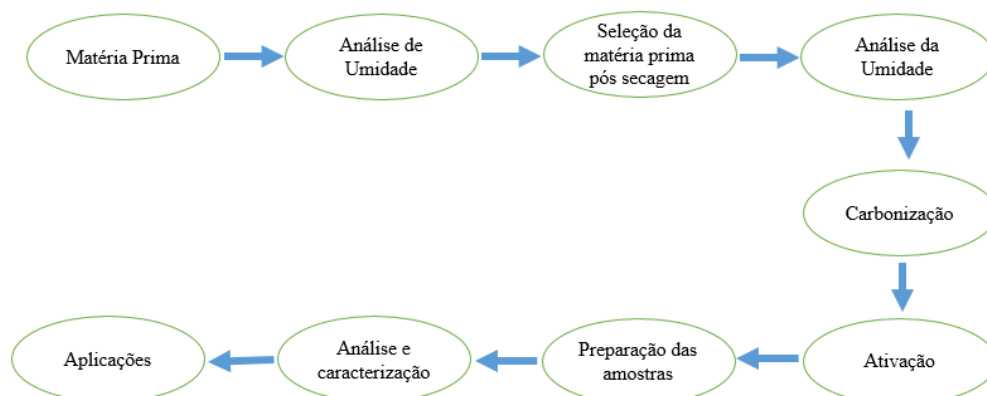 Matéria Prima
Análise de
Umidade
Seleção da
matéria prima
pós secagem
Análise da
Umidade
Carbonização
Ativação
Preparação das
amostras
Análise e
caracterização
Aplicações